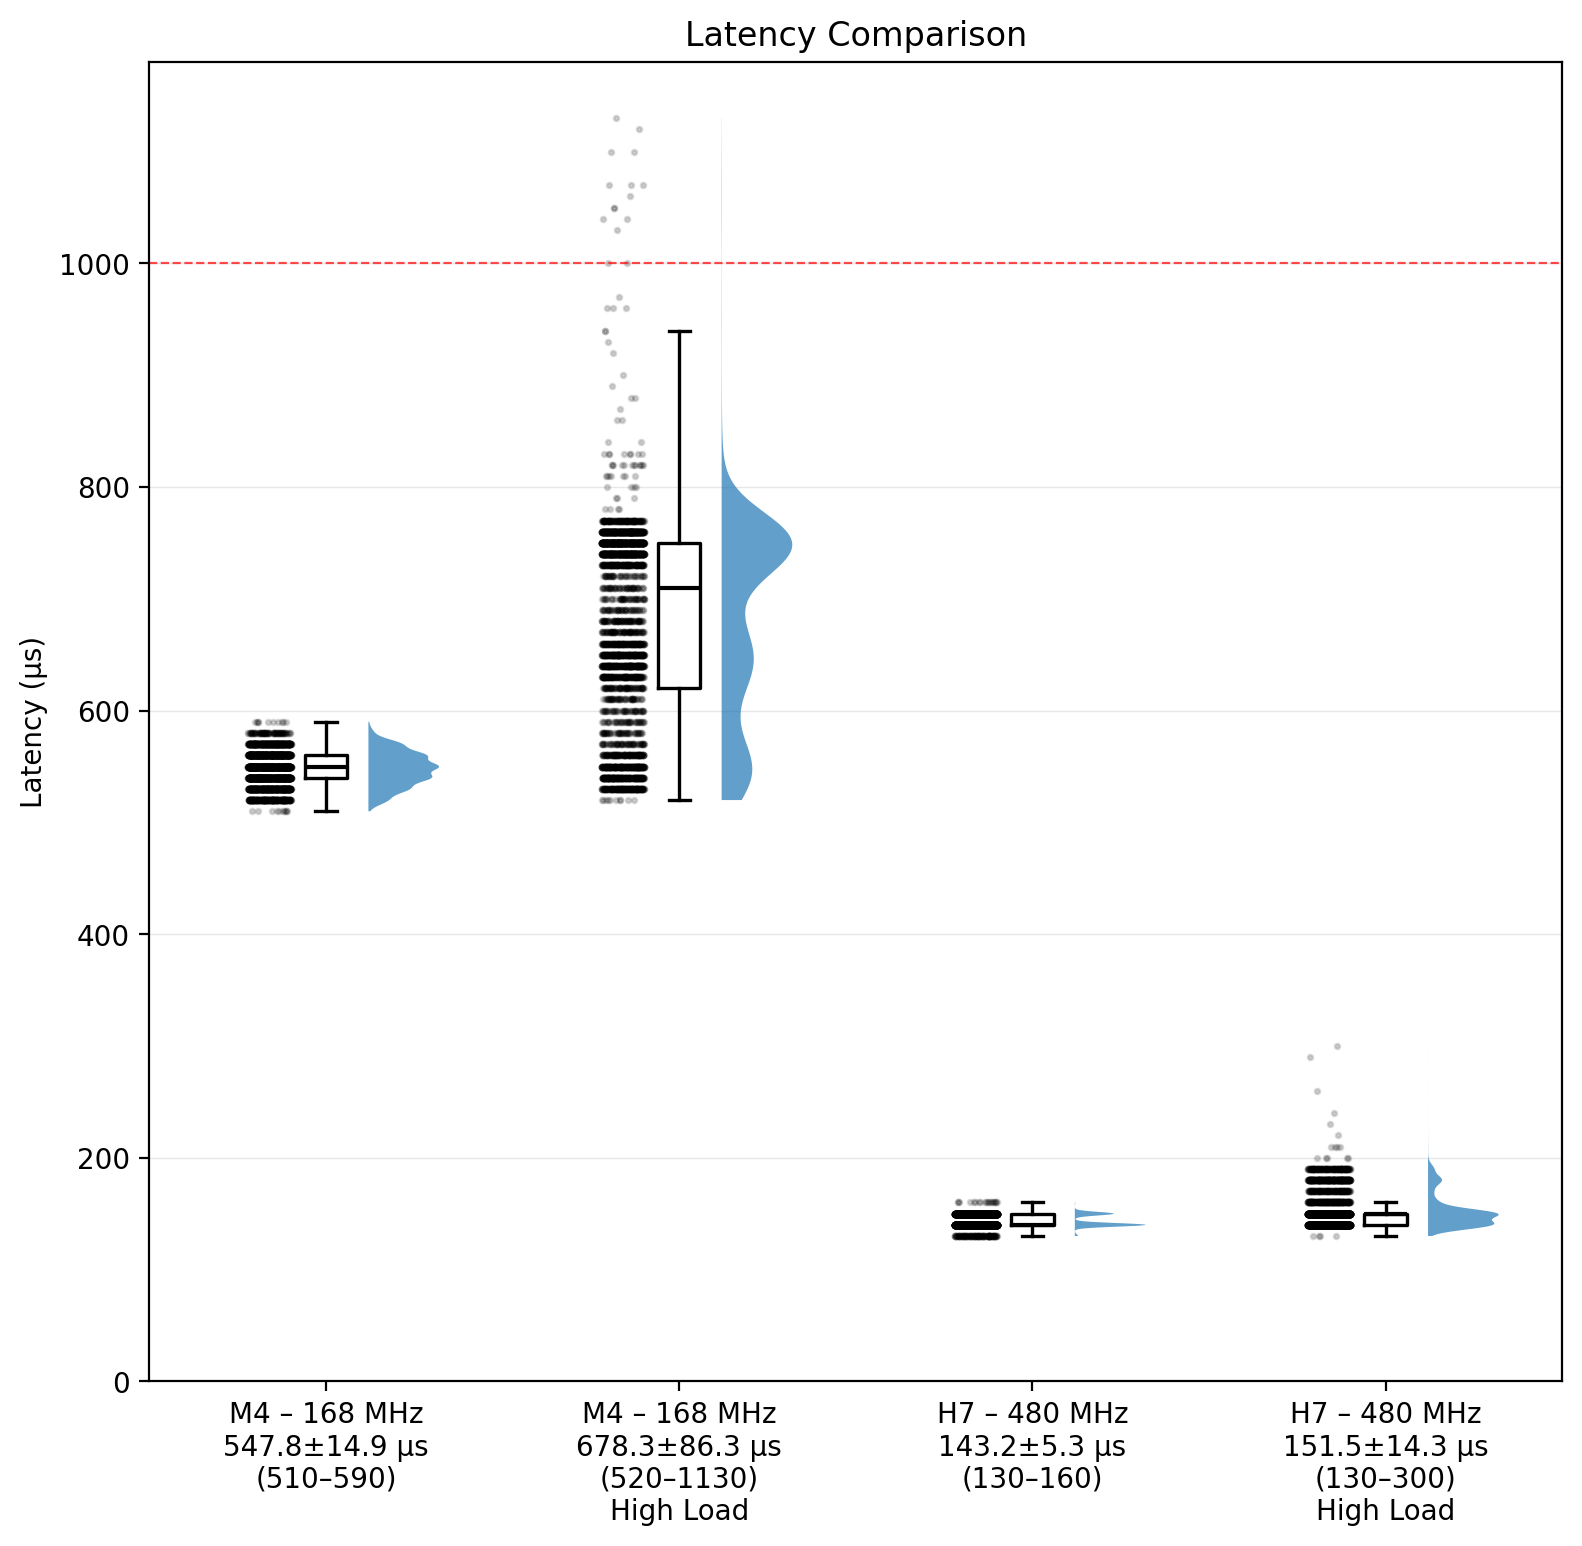 Latency Comparison
Latency (µs)
1000
800
600
400
200
0
M4 – 168 MHz
547.8±14.9 µs
(510–590)
M4 – 168 MHz
678.3±86.3 µs
(520–1130)
High Load
H7 – 480 MHz
143.2±5.3 µs
(130–160)
H7 – 480 MHz
151.5±14.3 µs
(130–300)
High Load